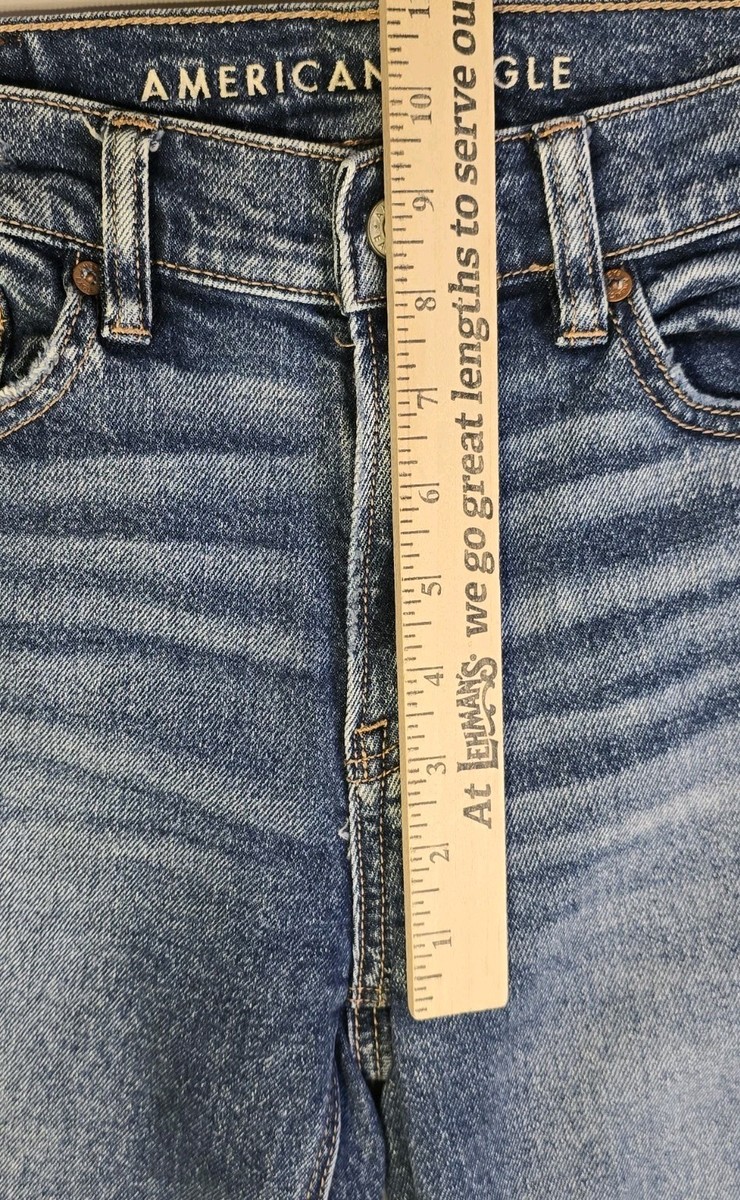 AMERICAN GLE
At LEHMAN'S® we go great lengths to serve ou
1 2 3 4 5 6 7 8 9 10 1